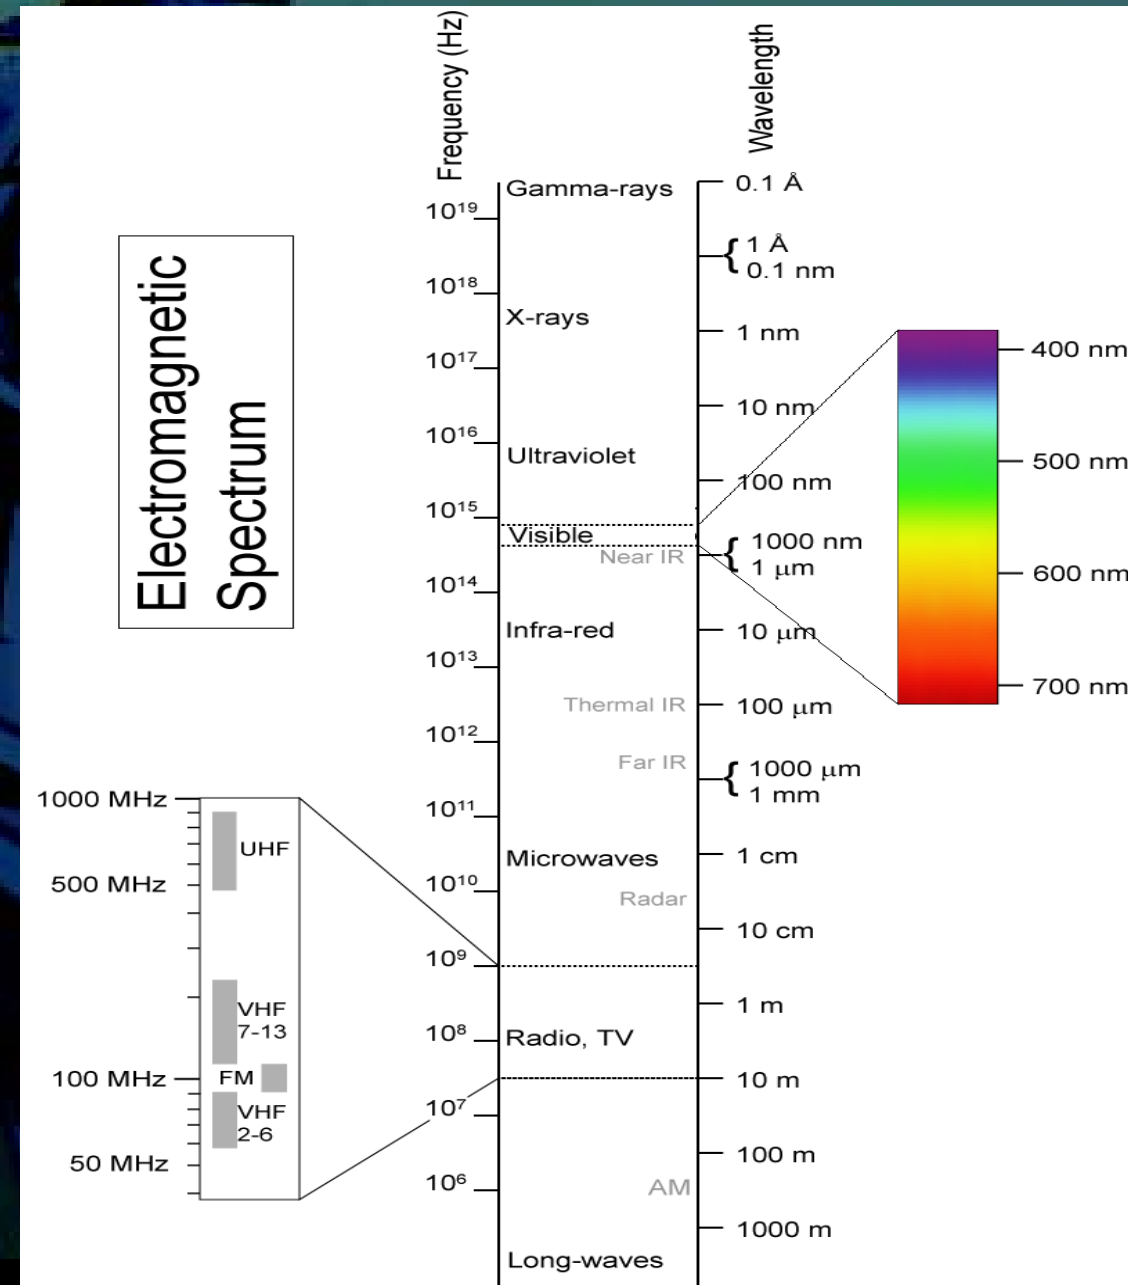 Frequency (Hz)
Wavelength
Electromagnetic
Spectrum
Gamma-rays
X-rays
Ultraviolet
Visible
Near IR
Infra-red
Thermal IR
Far IR
Microwaves
Radar
Radio, TV
AM
Long-waves
10¹⁹
10¹⁸
10¹⁷
10¹⁶
10¹⁵
10¹⁴
10¹³
10¹²
10¹¹
10¹⁰
10⁹
10⁸
10⁷
10⁶
0.1 Å
1 Å
0.1 nm
1 nm
10 nm
100 nm
1000 nm
1 µm
10 µm
100 µm
1000 µm
1 mm
1 cm
10 cm
1 m
10 m
100 m
1000 m
400 nm
500 nm
600 nm
700 nm
1000 MHz
500 MHz
100 MHz
50 MHz
UHF
VHF
7-13
FM
VHF
2-6